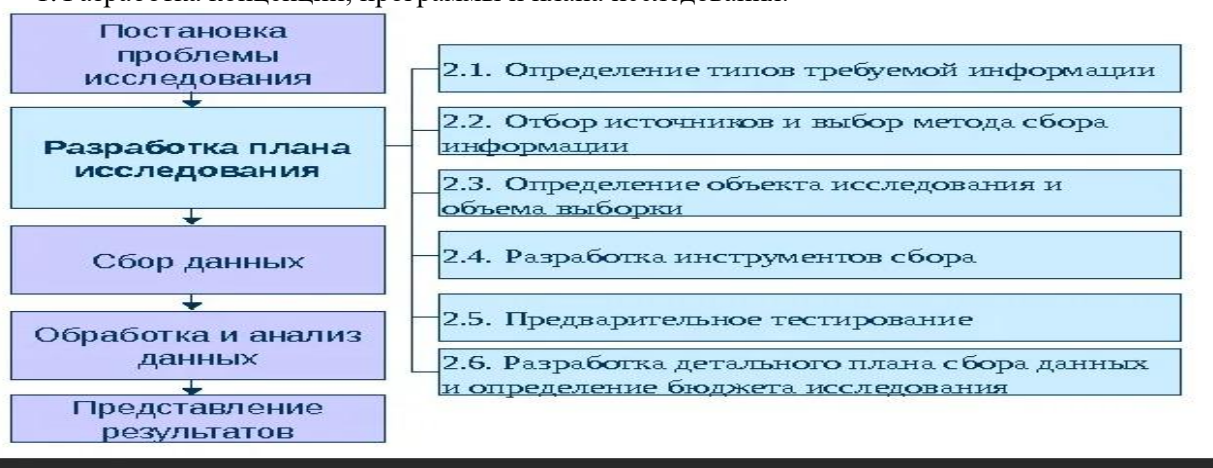 Постановка
проблемы
исследования
Разработка плана
исследования
Сбор данных
Обработка и анализ
данных
Представление
результатов
2.1. Определение типов требуемой информации
2.2. Отбор источников и выбор метода сбора
информации
2.3. Определение объекта исследования и
объема выборки
2.4. Разработка инструментов сбора
2.5. Предварительное тестирование
2.6. Разработка детального плана сбора данных
и определение бюджета исследования